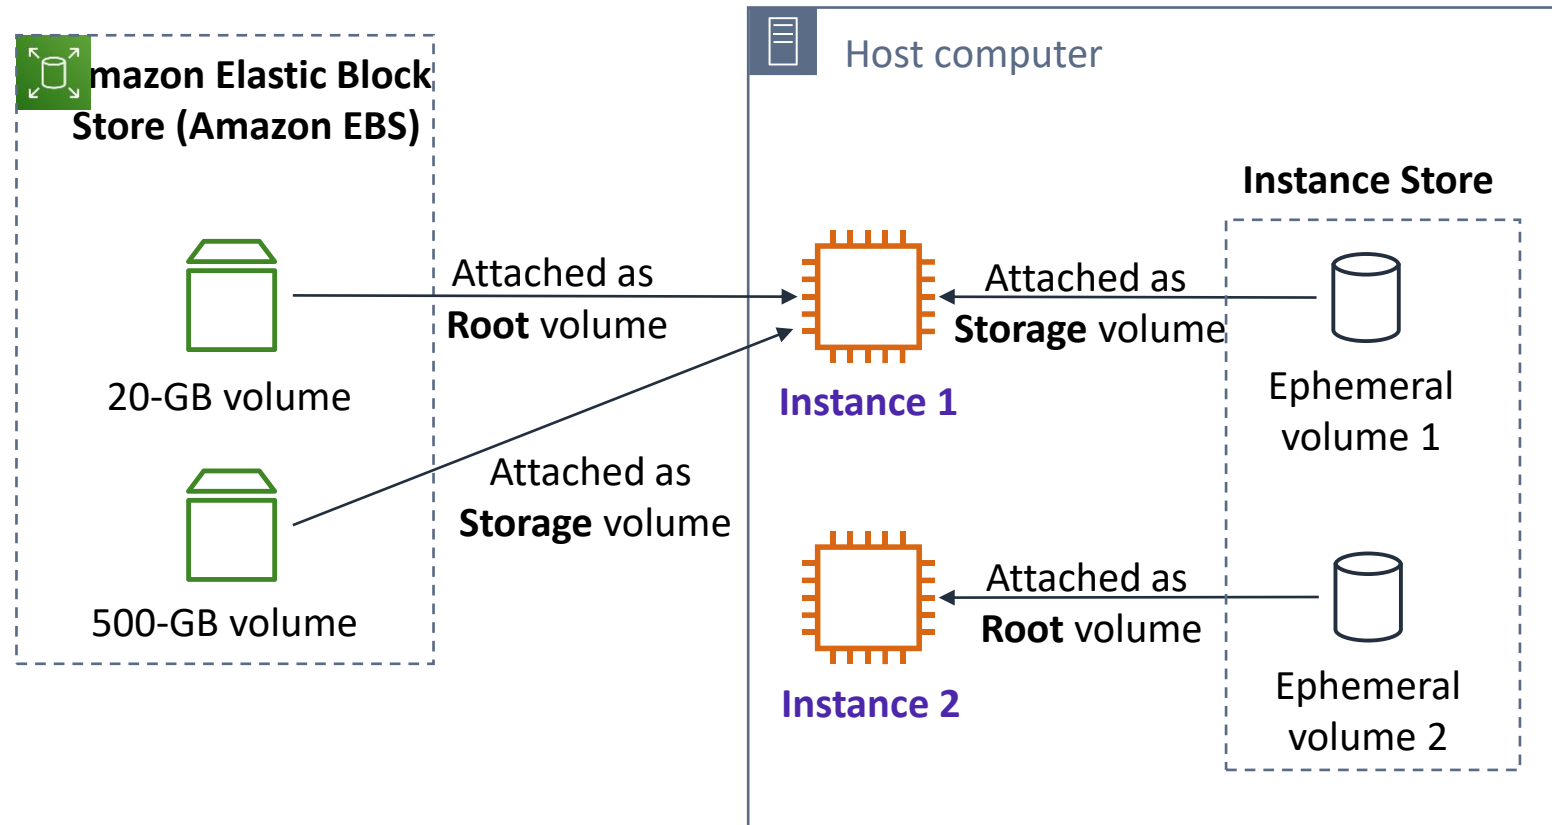 mazon Elastic Block
Store (Amazon EBS)
Host computer
Instance Store
Attached as
Root volume
Attached as
Storage volume
20-GB volume
Instance 1
Ephemeral
volume 1
Attached as
Storage volume
500-GB volume
Attached as
Root volume
Instance 2
Ephemeral
volume 2